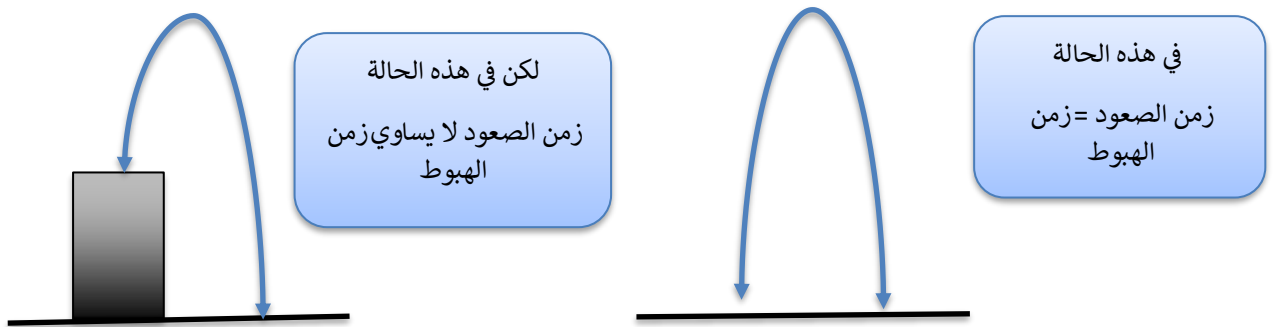 في هذه الحالة
زمن الصعود =زمن
الهبوط
لكن في هذه الحالة
زمن الصعود لا يساوي زمن
الهبوط